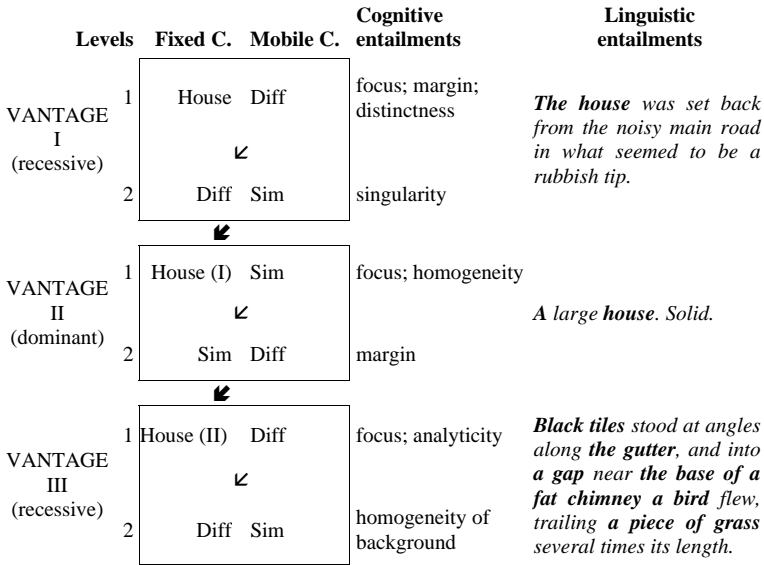 Levels Fixed C. Mobile C. Cognitive entailments Linguistic entailments
VANTAGE I (recessive)
1 House Diff focus; margin; distinctness
↙
2 Diff Sim singularity
The house was set back
from the noisy main road
in what seemed to be a
rubbish tip.
↙
VANTAGE II (dominant)
1 House (I) Sim focus; homogeneity
↙
2 Sim Diff margin
A large house. Solid.
↙
VANTAGE III (recessive)
1 House (II) Diff focus; analyticity
↙
2 Diff Sim homogeneity of background
Black tiles stood at angles
along the gutter, and into
a gap near the base of a
fat chimney a bird flew,
trailing a piece of grass
several times its length.